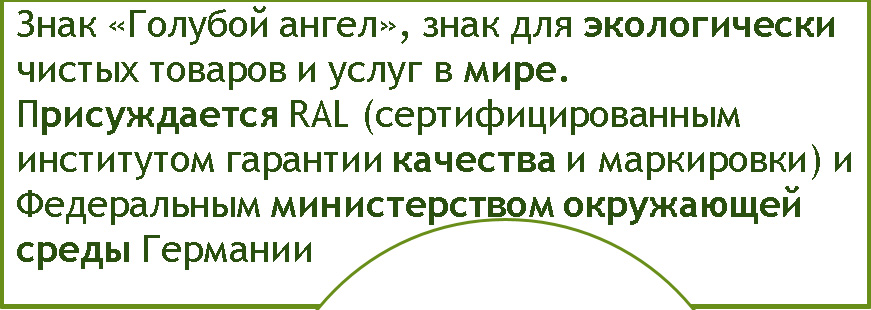 Знак «Голубой ангел», знак для экологически
чистых товаров и услуг в мире.
Присуждается RAL (сертифицированным
институтом гарантии качества и маркировки) и
Федеральным министерством окружающей
среды Германии